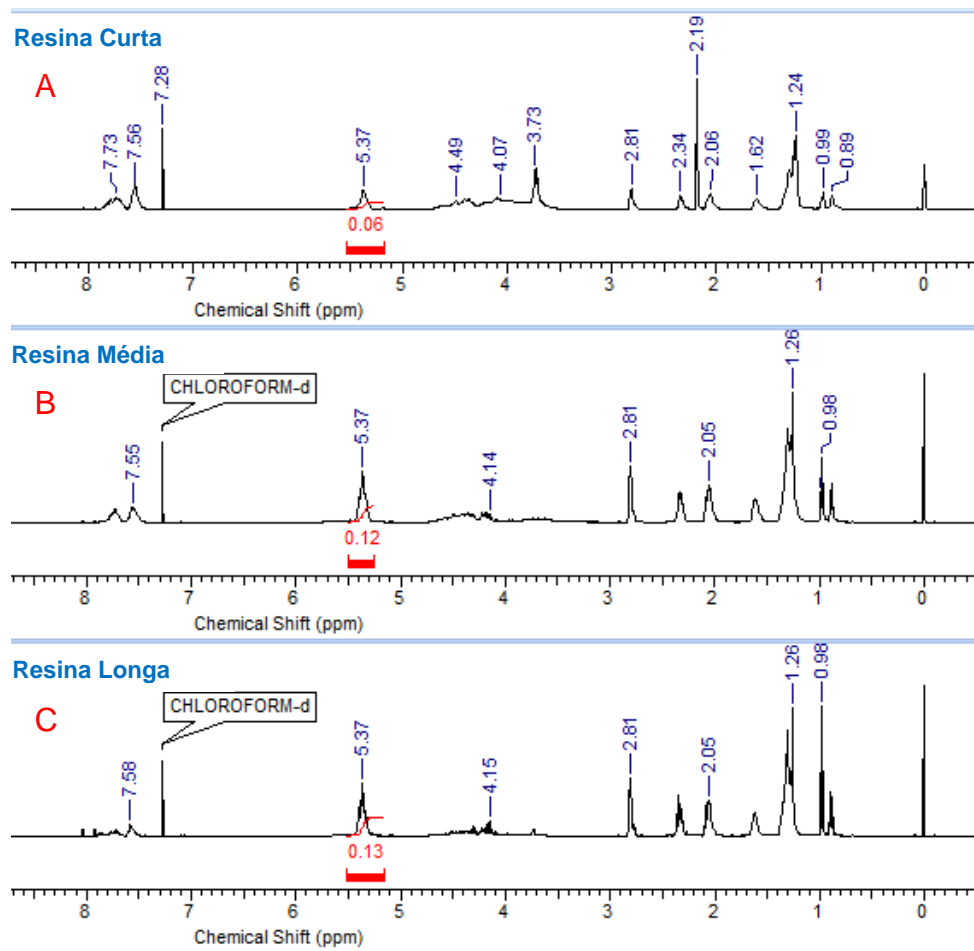 Resina Curta
A
7.73
7.56
7.28
5.37
4.49
4.07
3.73
2.81
2.34
2.19
2.06
1.62
1.24
0.99
0.89
0.06
8 7 6 5 4 3 2 1 0
Chemical Shift (ppm)
Resina Média
B
CHLOROFORM-d
7.55
5.37
4.14
2.81
2.05
1.26
0.98
0.12
8 7 6 5 4 3 2 1 0
Chemical Shift (ppm)
Resina Longa
C
CHLOROFORM-d
7.58
5.37
4.15
2.81
2.05
1.26
0.98
0.13
8 7 6 5 4 3 2 1 0
Chemical Shift (ppm)